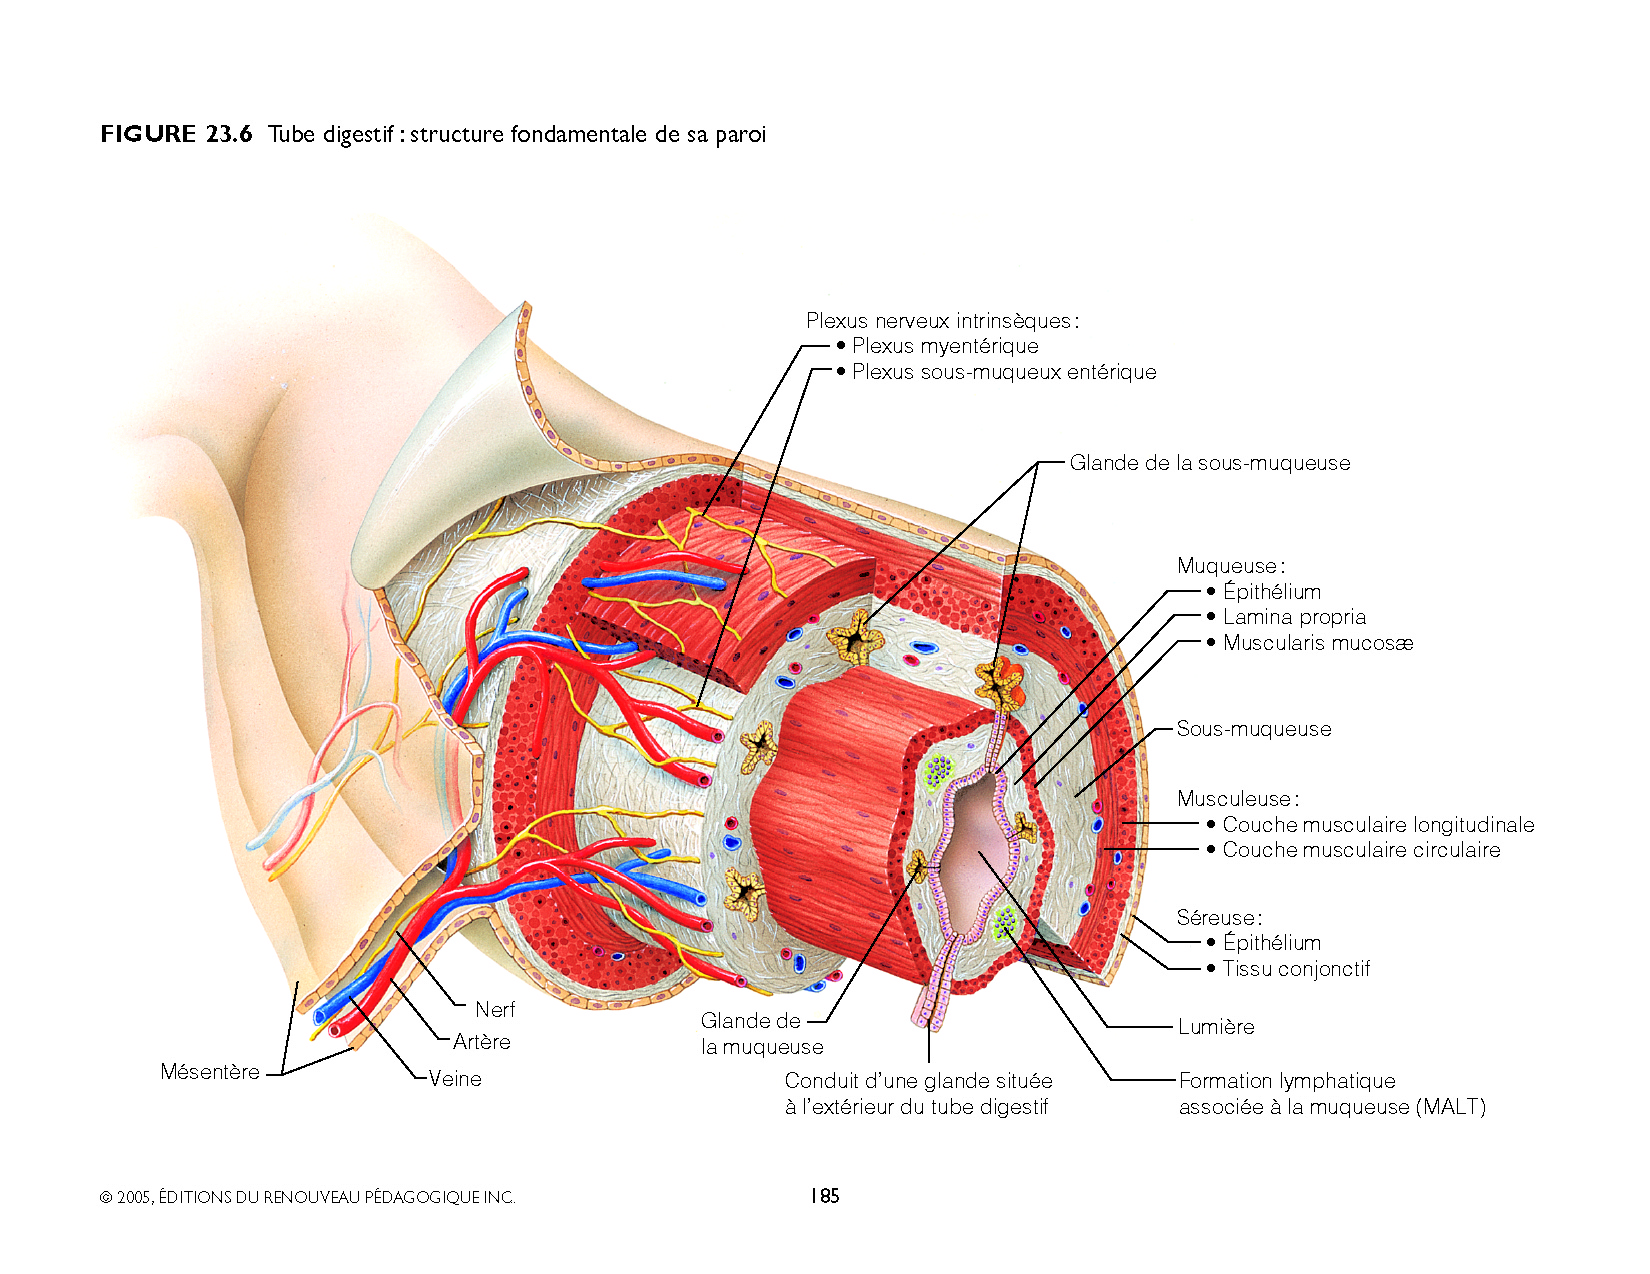 FIGURE 23.6 Tube digestif : structure fondamentale de sa paroi
Plexus nerveux intrinsèques :
• Plexus myentérique
• Plexus sous-muqueux entérique
Glande de la sous-muqueuse
Muqueuse :
• Épithélium
• Lamina propria
• Muscularis mucosæ
Sous-muqueuse
Musculeuse :
• Couche musculaire longitudinale
• Couche musculaire circulaire
Séreuse :
• Épithélium
• Tissu conjonctif
Nerf
Artère
Veine
Mésentère
Glande de
la muqueuse
Conduit d’une glande située
à l’extérieur du tube digestif
Lumière
Formation lymphatique
associée à la muqueuse (MALT)
© 2005, ÉDITIONS DU RENOUVEAU PÉDAGOGIQUE INC.
185